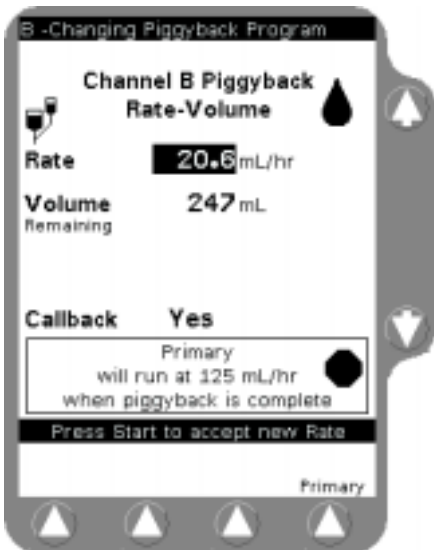 B -Changing Piggyback Program
Channel B Piggyback
Rate-Volume
Rate 20.6 mL/hr
Volume 247 mL
Remaining
Callback Yes
Primary
will run at 125 mL/hr
when piggyback is complete
Press Start to accept new Rate
Primary